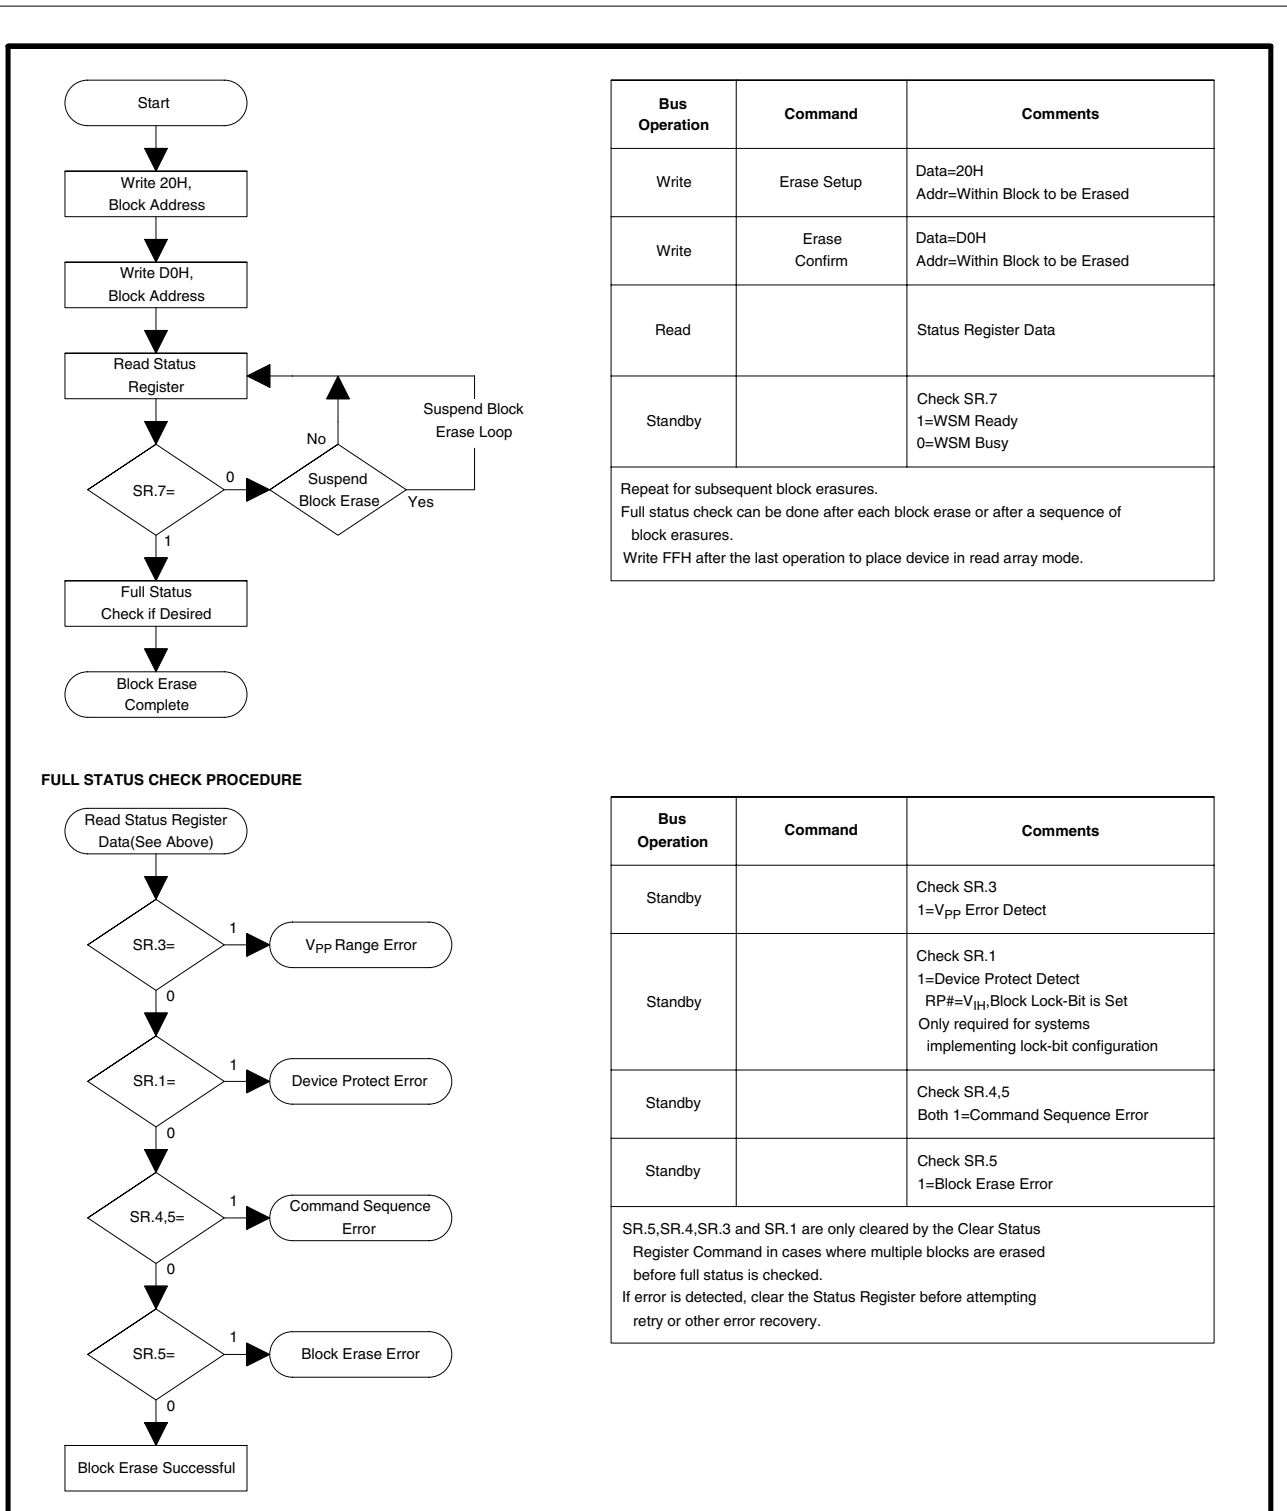 Start
Write 20H,
Block Address
Write D0H,
Block Address
Read Status
Register
Suspend Block
Erase Loop
No
SR.7=
0
Suspend
Block Erase
Yes
1
Full Status
Check if Desired
Block Erase
Complete
Bus
Operation
Command
Comments
Write
Erase Setup
Data=20H
Addr=Within Block to be Erased
Write
Erase
Confirm
Data=D0H
Addr=Within Block to be Erased
Read
Status Register Data
Standby
Check SR.7
1=WSM Ready
0=WSM Busy
Repeat for subsequent block erasures.
Full status check can be done after each block erase or after a sequence of
block erasures.
Write FFH after the last operation to place device in read array mode.
FULL STATUS CHECK PROCEDURE
Read Status Register
Data(See Above)
SR.3=
1
VPP Range Error
0
SR.1=
1
Device Protect Error
0
SR.4,5=
1
Command Sequence
Error
0
SR.5=
1
Block Erase Error
0
Block Erase Successful
Bus
Operation
Command
Comments
Standby
Check SR.3
1=VPP Error Detect
Standby
Check SR.1
1=Device Protect Detect
RP#=VIH,Block Lock-Bit is Set
Only required for systems
implementing lock-bit configuration
Standby
Check SR.4,5
Both 1=Command Sequence Error
Standby
Check SR.5
1=Block Erase Error
SR.5,SR.4,SR.3 and SR.1 are only cleared by the Clear Status
Register Command in cases where multiple blocks are erased
before full status is checked.
If error is detected, clear the Status Register before attempting
retry or other error recovery.